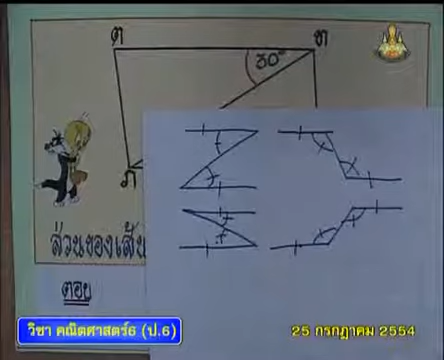 ต ท
30°
ภ
ส่วนของเส้น
ตอบ
วิชา คณิตศาสตร์6 (ป.6)
25 กรกฎาคม 2554